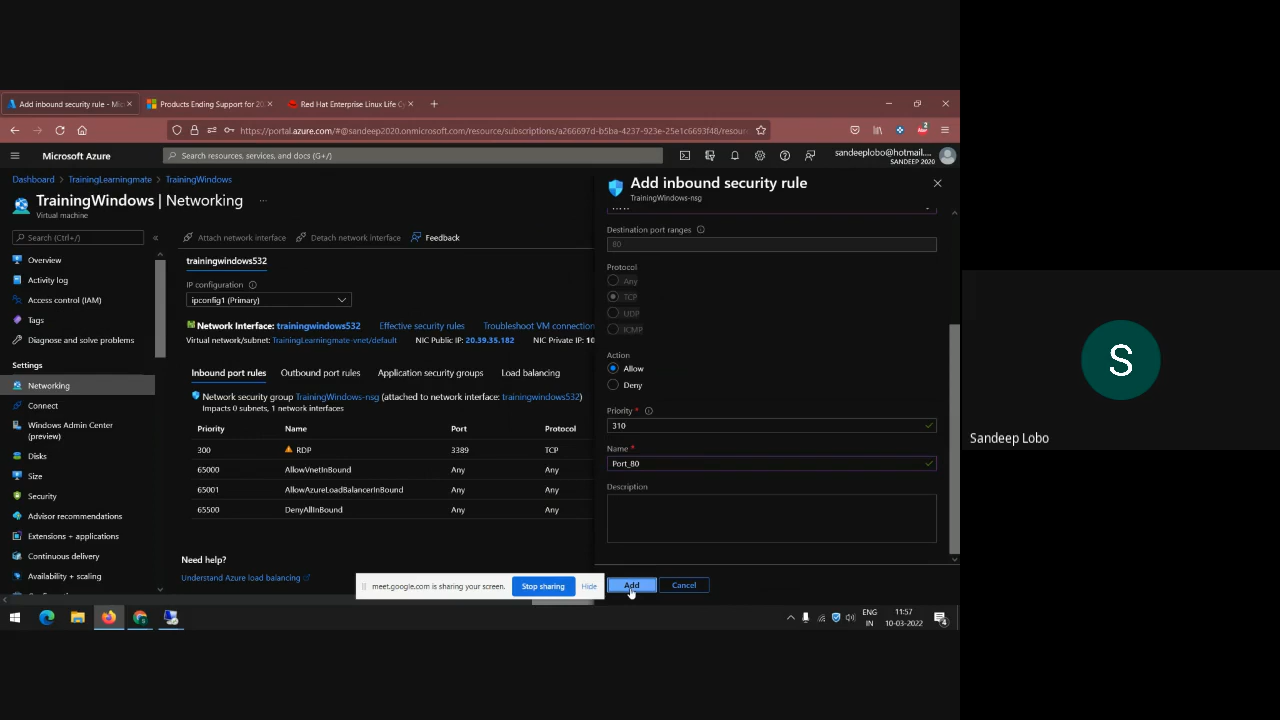 Add inbound security rule - Mic
Products Ending Support for 20
Red Hat Enterprise Linux Life Cy
https://portal.azure.com/#@sandeep2020.onmicrosoft.com/resource/subscriptions/a266697d-b5ba-4237-923e-25e1c6693f48/resour
2
Microsoft Azure
Search resources, services, and docs (G+/)
sandeeplobo@hotmail....
SANDEEP 2020
Dashboard > TrainingLearningmate > TrainingWindows
TrainingWindows | Networking ...
Virtual machine
Search (Ctrl+/)
«
Overview
Activity log
Access control (IAM)
Tags
Diagnose and solve problems
Settings
Networking
Connect
Windows Admin Center
(preview)
Disks
Size
Security
Advisor recommendations
Extensions + applications
Continuous delivery
Availability + scaling
Attach network interface
Detach network interface
Feedback
trainingwindows532
IP configuration
ipconfig1 (Primary)
Network Interface: trainingwindows532 Effective security rules Troubleshoot VM connection
Virtual network/subnet: TrainingLearningmate-vnet/default NIC Public IP: 20.39.35.182 NIC Private IP: 10
Inbound port rules Outbound port rules Application security groups Load balancing
Network security group TrainingWindows-nsg (attached to network interface: trainingwindows532)
Impacts 0 subnets, 1 network interfaces
Priority Name Port Protocol
300 RDP 3389 TCP
65000 AllowVnetInBound Any Any
65001 AllowAzureLoadBalancerInBound Any Any
65500 DenyAllInBound Any Any
Need help?
Understand Azure load balancing
Add inbound security rule
TrainingWindows-nsg
Destination port ranges
80
Protocol
Any
TCP
UDP
ICMP
Action
Allow
Deny
Priority *
310
Name *
Port_80
Description
Add
Cancel
meet.google.com is sharing your screen.
Stop sharing
Hide
ENG
IN
11:57
10-03-2022
4
S
Sandeep Lobo